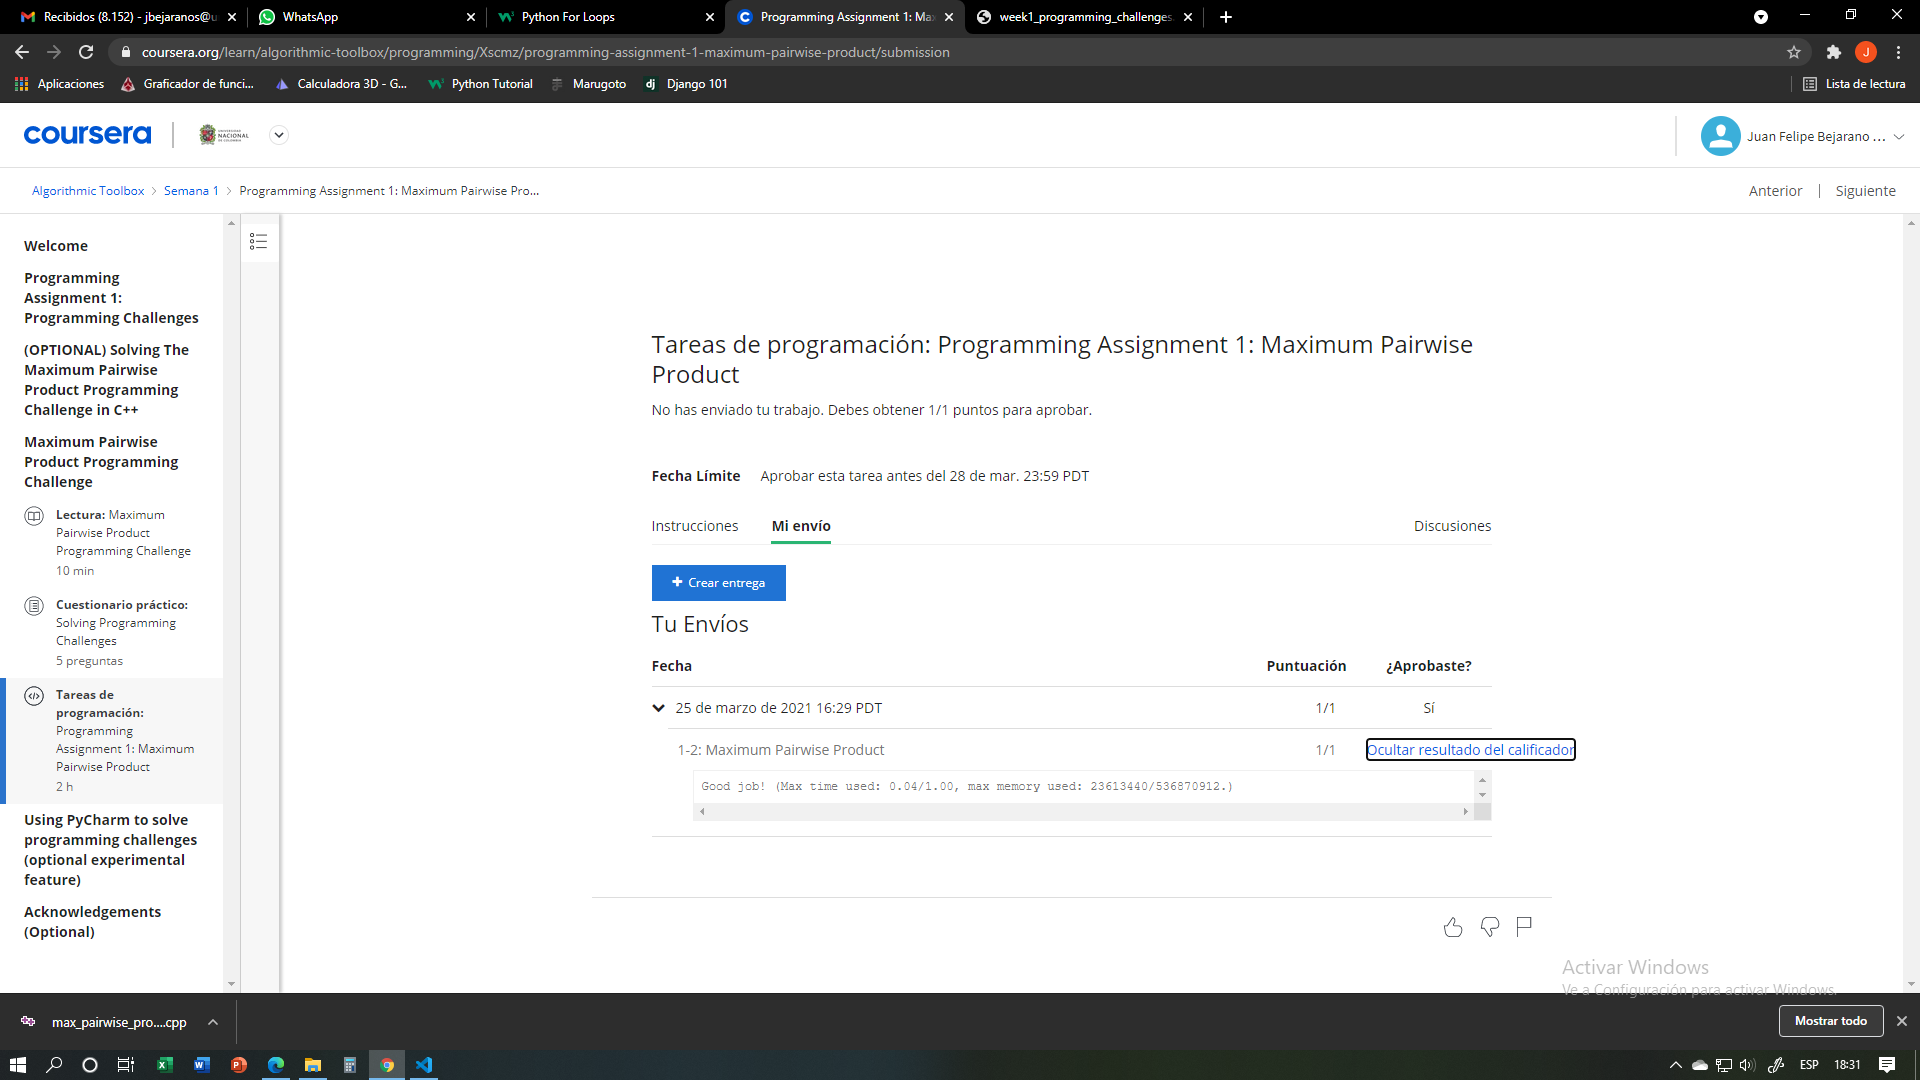 Recibidos (8.152) - jbejaranos@u
WhatsApp
Python For Loops
Programming Assignment 1: Ma
week1_programming_challenges
coursera.org/learn/algorithmic-toolbox/programming/Xscmz/programming-assignment-1-maximum-pairwise-product/submission
Aplicaciones
Graficador de funci...
Calculadora 3D - G...
Python Tutorial
Marugoto
dj Django 101
Lista de lectura
coursera
UNIVERSIDAD NACIONAL DE COLOMBIA
Juan Felipe Bejarano ...
Algorithmic Toolbox > Semana 1 > Programming Assignment 1: Maximum Pairwise Pro...
Anterior | Siguiente
Welcome
Programming
Assignment 1:
Programming Challenges
(OPTIONAL) Solving The
Maximum Pairwise
Product Programming
Challenge in C++
Maximum Pairwise
Product Programming
Challenge
Lectura: Maximum
Pairwise Product
Programming Challenge
10 min
Cuestionario práctico:
Solving Programming
Challenges
5 preguntas
Tareas de
programación:
Programming
Assignment 1: Maximum
Pairwise Product
2 h
Using PyCharm to solve
programming challenges
(optional experimental
feature)
Acknowledgements
(Optional)
Tareas de programación: Programming Assignment 1: Maximum Pairwise
Product
No has enviado tu trabajo. Debes obtener 1/1 puntos para aprobar.
Fecha Límite Aprobar esta tarea antes del 28 de mar. 23:59 PDT
Instrucciones Mi envío Discusiones
+ Crear entrega
Tu Envíos
Fecha Puntuación ¿Aprobaste?
25 de marzo de 2021 16:29 PDT 1/1 Sí
1-2: Maximum Pairwise Product 1/1 Ocultar resultado del calificador
Good job! (Max time used: 0.04/1.00, max memory used: 23613440/536870912.)
Activar Windows
Ve a Configuración para activar Windows.
max_pairwise_pro....cpp
Mostrar todo
ESP 18:31